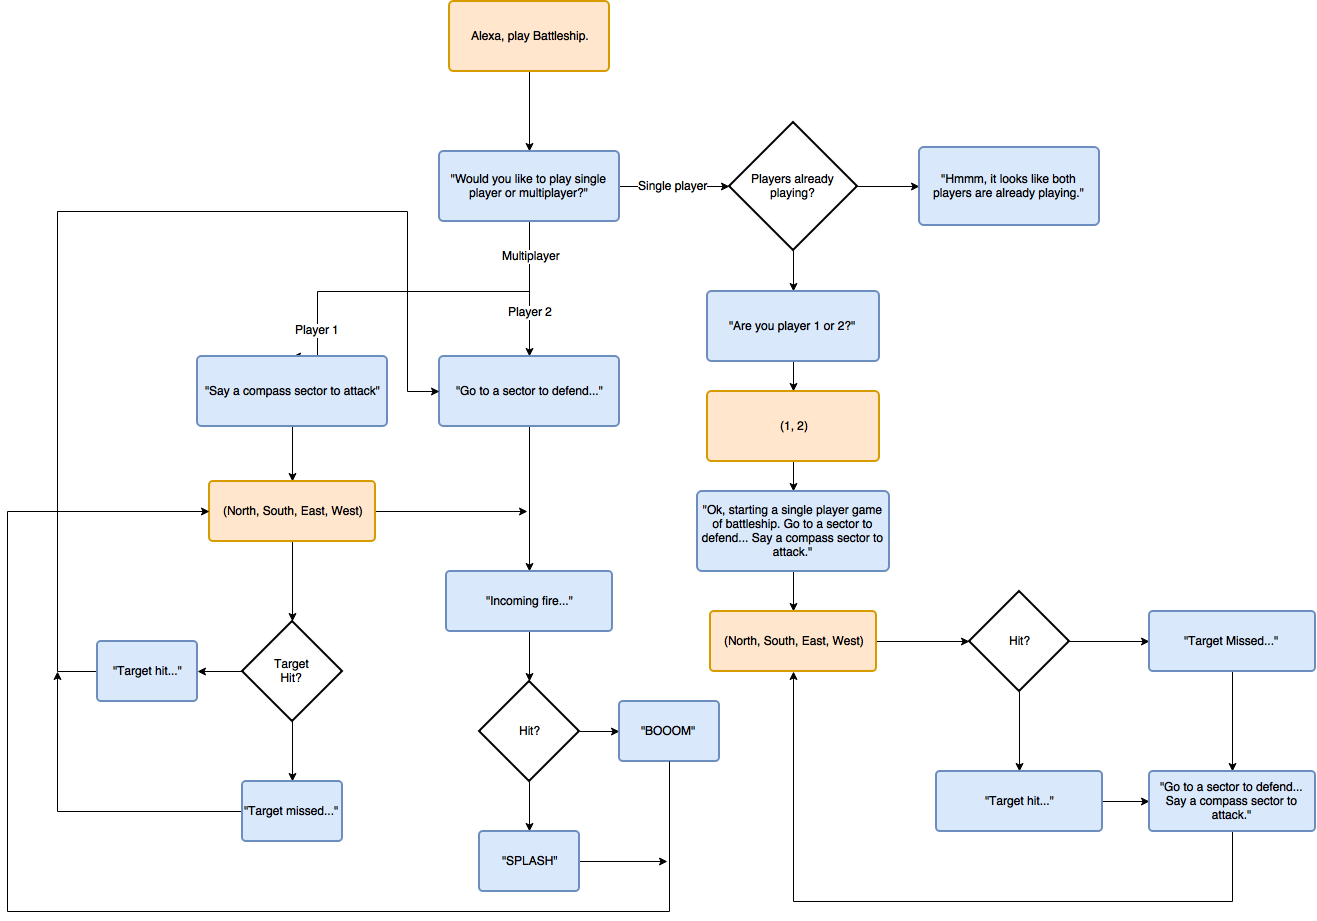 Alexa, play Battleship.
"Would you like to play single
player or multiplayer?"
Single player
Players already
playing?
"Hmmm, it looks like both
players are already playing."
Multiplayer
Player 1
Player 2
"Are you player 1 or 2?"
"Say a compass sector to attack"
"Go to a sector to defend..."
(1, 2)
(North, South, East, West)
"Ok, starting a single player game
of battleship. Go to a sector to
defend... Say a compass sector to
attack."
"Incoming fire..."
(North, South, East, West)
Hit?
"Target Missed..."
"Target hit..."
Target
Hit?
Hit?
"BOOOM"
"Target missed..."
"Target hit..."
"Go to a sector to defend...
Say a compass sector to
attack."
"SPLASH"